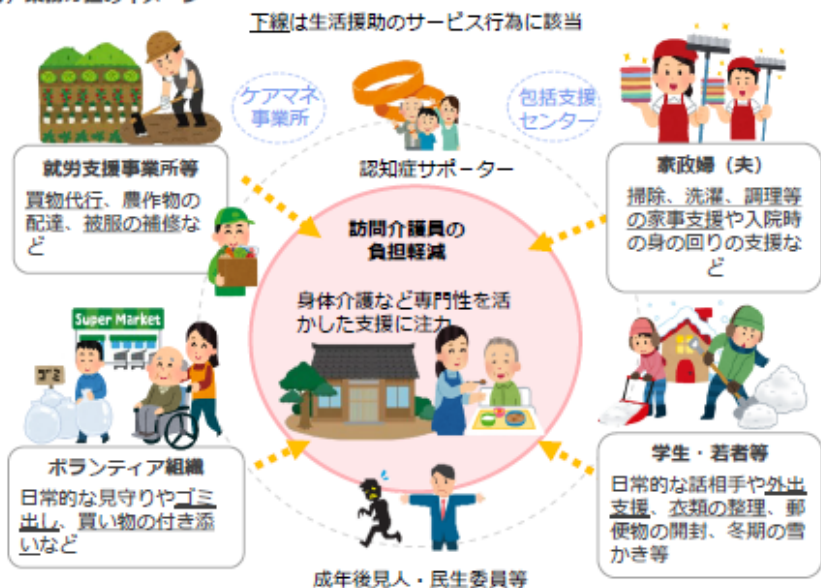 下線は生活援助のサービス行為に該当
ケアマネ
事業所
包括支援
センター
認知症サポーター
就労支援事業所等
買物代行、農作物の
配達、被服の補修な
ど
家政婦（夫）
掃除、洗濯、調理等
の家事支援や入院時
の身の回りの支援な
ど
訪問介護員の
負担軽減
身体介護など専門性を活
かした支援に注力
Super Market
ゴミ
ボランティア組織
日常的な見守りやゴミ
出し、買い物の付き添
いなど
学生・若者等
日常的な話相手や外出
支援、衣類の整理、郵
便物の開封、冬期の雪
かき等
成年後見人・民生委員等